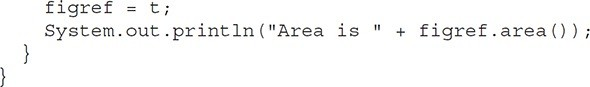 figref = t;
System.out.println("Area is " + figref.area());
}
}